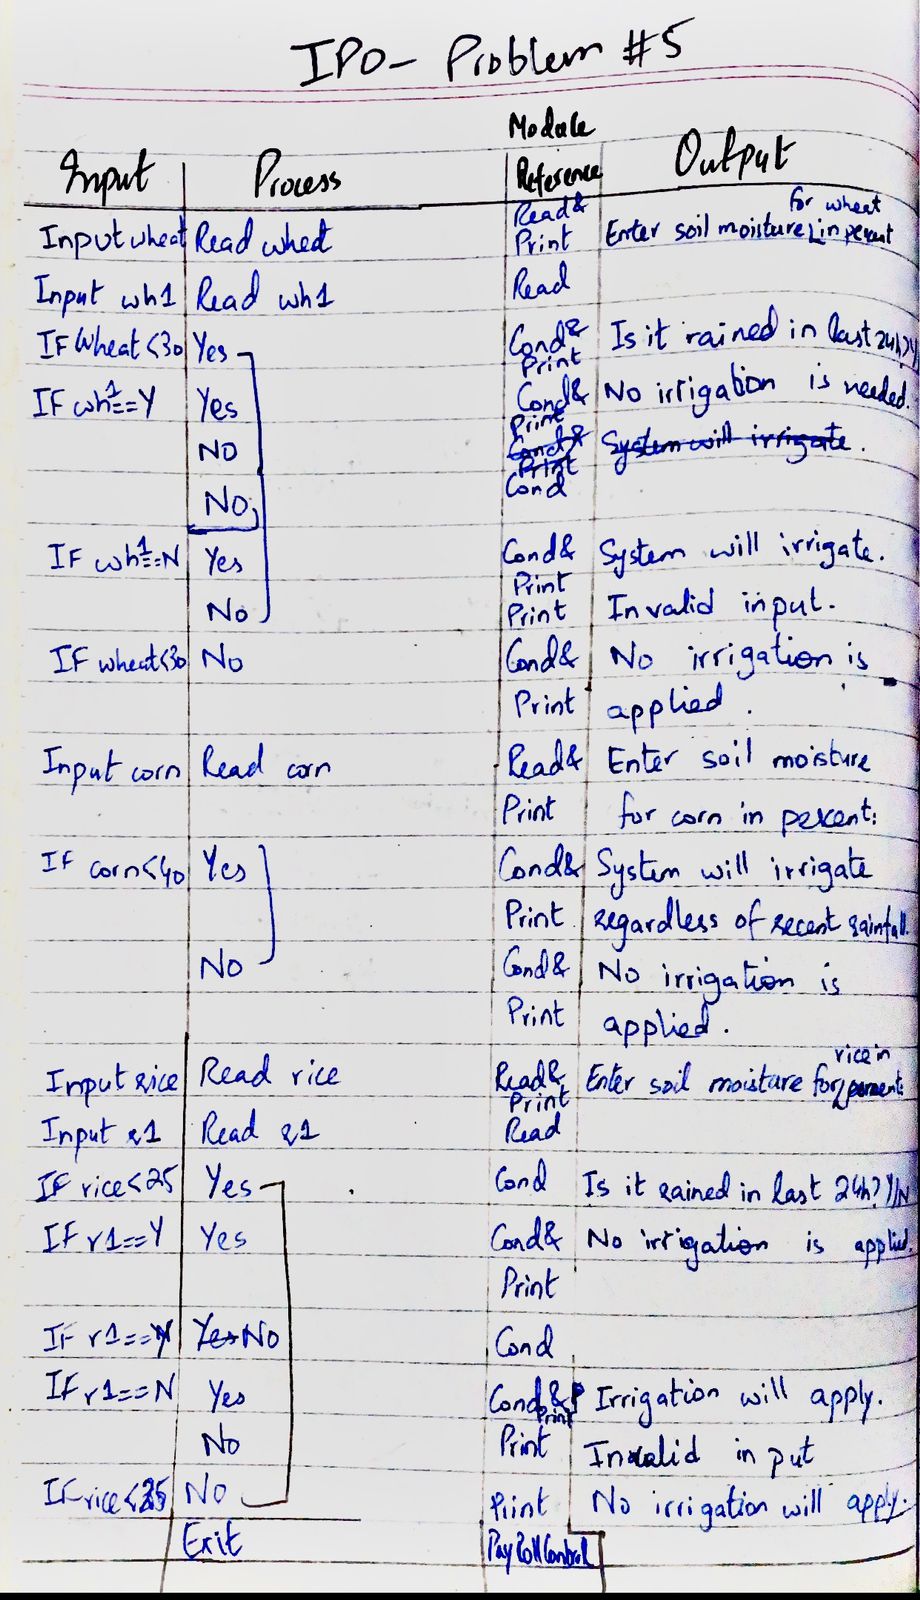 IPO- Problem #5
Input Process Module Reference Output
Input wheat Read wheat Read& Print Enter soil moisture for wheat in percent
Input wh1 Read wh1 Read
IF Wheat<30 Yes Cond& Print Is it rained in last 24h?Y
IF wh1==Y Yes Cond& Print No irrigation is needed.
NO Cond& Print System will irrigate.
No Cond
IF wh1==N Yes Cond& Print System will irrigate.
No Print Invalid input.
IF wheat<30 No Cond& No irrigation is
Print applied.
Input corn Read corn Read& Enter soil moisture
Print for corn in percent:
IF corn<40 Yes Cond& System will irrigate
Print regardless of recent rainfall.
No Cond& No irrigation is
Print applied.
Input rice Read rice Read& Print Enter soil moisture for rice in percent:
Input r1 Read r1 Read
IF rice<25 Yes Cond Is it rained in last 24h? Y/N
IF r1==Y Yes Cond& No irrigation is applied.
Print
IF r1==Y Yes No Cond
IF r1==N Yes Cond& Print Irrigation will apply.
No Print Invalid in put
IF rice<25 No Print No irrigation will apply.
Exit PayRollControl